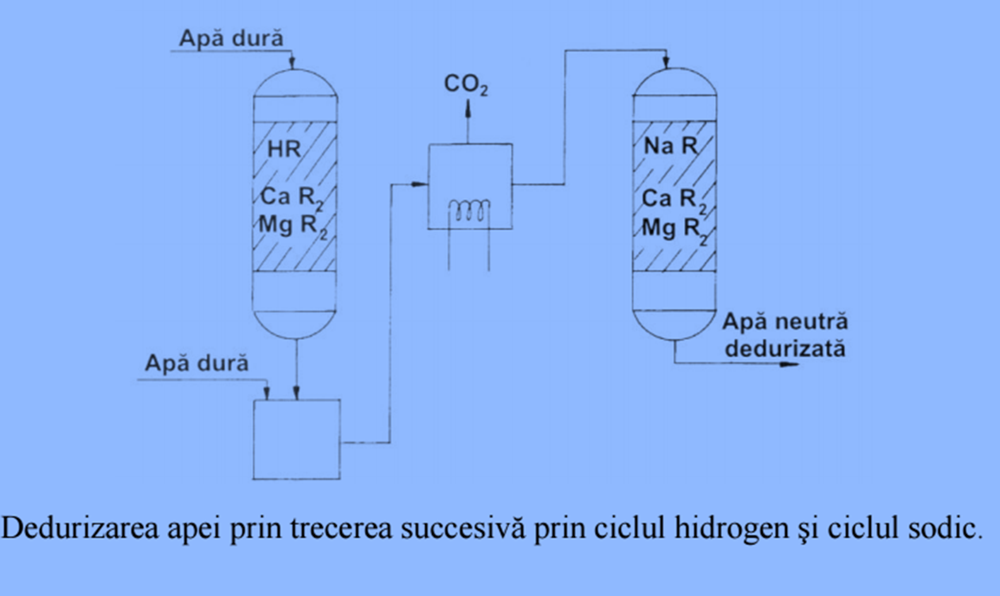 Apă dură
CO₂
HR
Ca R₂
Mg R₂
Na R
Ca R₂
Mg R₂
Apă neutră
dedurizată
Apă dură
Dedurizarea apei prin trecerea succesivă prin ciclul hidrogen şi ciclul sodic.